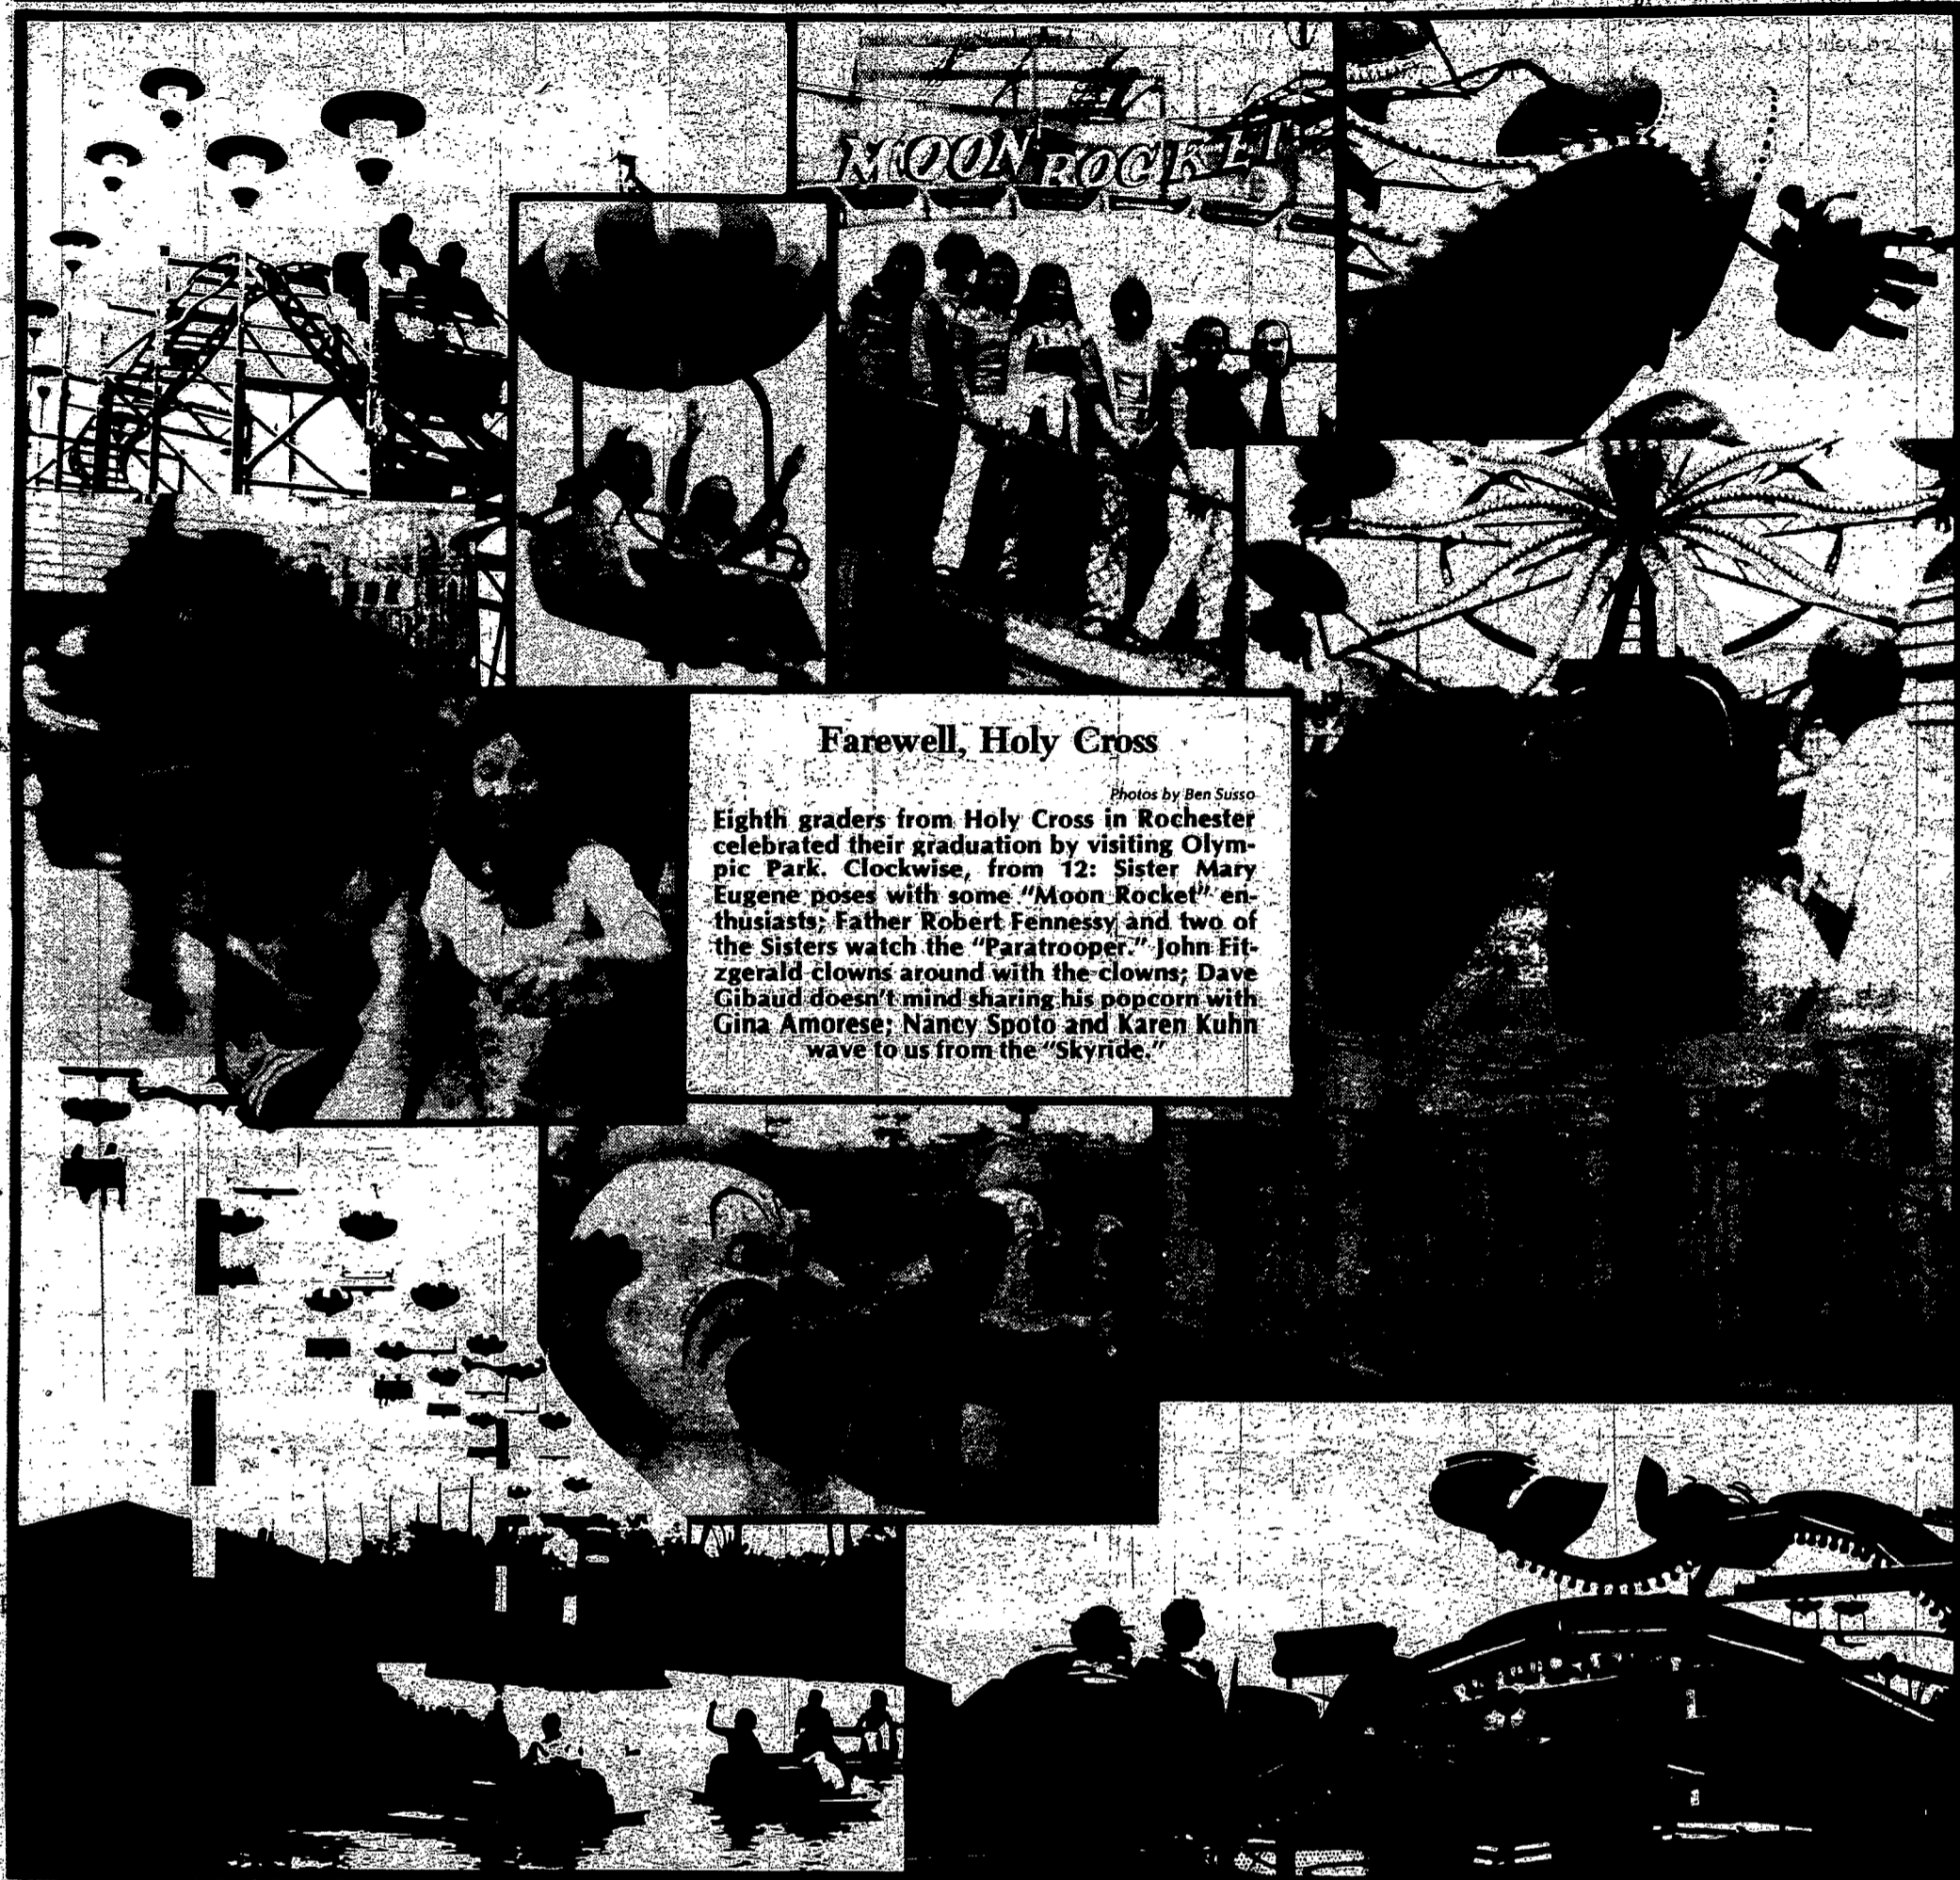 MOON ROCKET
Farewell, Holy Cross
Photos by Ben Susso
Eighth graders from Holy Cross in Rochester
celebrated their graduation by visiting Olym-
pic Park. Clockwise, from 12: Sister Mary
Eugene poses with some "Moon Rocket" en-
thusiasts; Father Robert Fennessy and two of
the Sisters watch the "Paratrooper." John Fit-
zgerald clowns around with the clowns; Dave
Gibaud doesn't mind sharing his popcorn with
Gina Amorese; Nancy Spoto and Karen Kuhn
wave to us from the "Skyride."